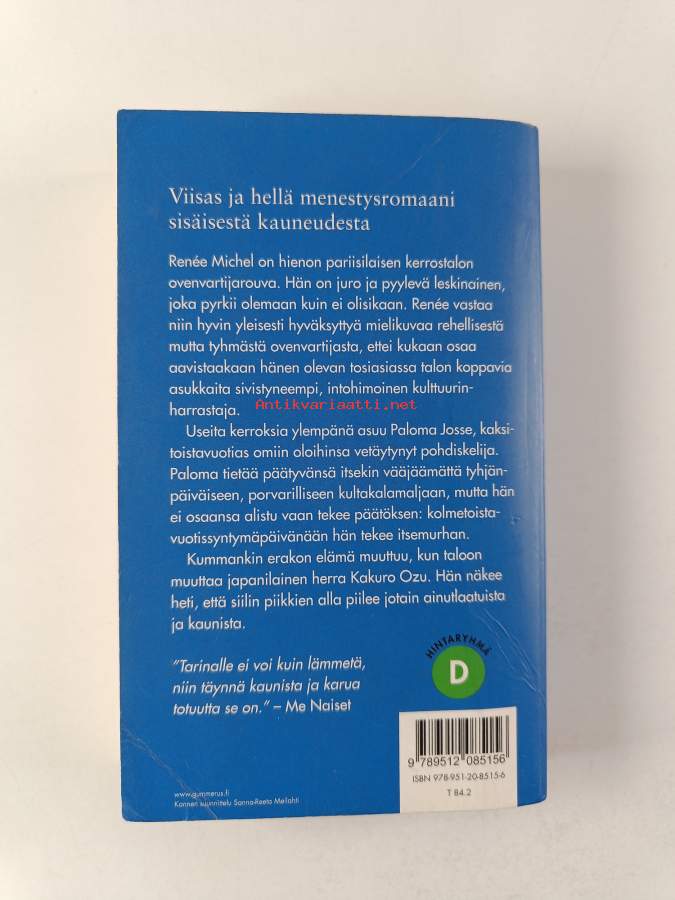 Viisas ja hellä menestysromaani
sisäisestä kauneudesta
Renée Michel on hienon pariisilaisen kerrostalon
ovenvartijarouva. Hän on juro ja pyylevä leskinainen,
joka pyrkii olemaan kuin ei olisikaan. Renée vastaa
niin hyvin yleisesti hyväksyttyä mielikuvaa rehellisestä
mutta tyhmästä ovenvartijasta, ettei kukaan osaa
aavistaakaan hänen olevan tosiasiassa talon koppavia
asukkaita sivistyneempi, intohimoinen kulttuurin-
harrastaja.
Antikvariaatti.net
Useita kerroksia ylempänä asuu Paloma Josse, kaksi-
toistavuotias omiin oloihinsa vetäytynyt pohdiskelija.
Paloma tietää päätyvänsä itsekin vääjäämättä tyhjän-
päiväiseen, porvarilliseen kultakalamaljaan, mutta hän
ei osaansa alistu vaan tekee päätöksen: kolmetoista-
vuotissyntymäpäivänään hän tekee itsemurhan.
Kummankin erakon elämä muuttuu, kun taloon
muuttaa japanilainen herra Kakuro Ozu. Hän näkee
heti, että siilin piikkien alla piilee jotain ainutlaatuista
ja kaunista.
"Tarinalle ei voi kuin lämmetä,
niin täynnä kaunista ja karua
totuutta se on." – Me Naiset
HINTARYHMÄ
D
9 789512 085156
ISBN 978-951-20-8515-6
T 84.2
www.gummerus.fi
Kannen suunnittelu Sanna-Reeta Meilahti